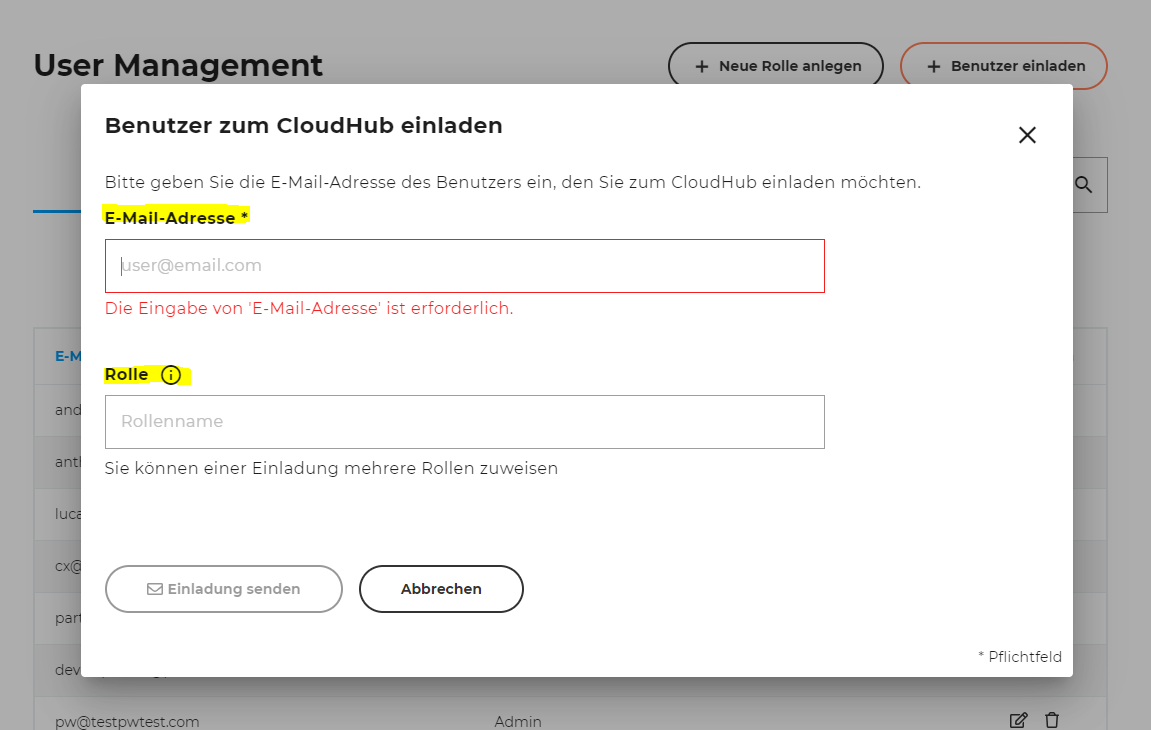 User Management
Neue Rolle anlegen
Benutzer einladen
Benutzer zum CloudHub einladen
Bitte geben Sie die E-Mail-Adresse des Benutzers ein, den Sie zum CloudHub einladen möchten.
E-Mail-Adresse *
user@email.com
Die Eingabe von 'E-Mail-Adresse' ist erforderlich.
E-M
Rolle
and
Rollenname
anth
Sie können einer Einladung mehrere Rollen zuweisen
luca
cx@
Einladung senden
Abbrechen
part
* Pflichtfeld
dev
pw@testpwtest.com
Admin